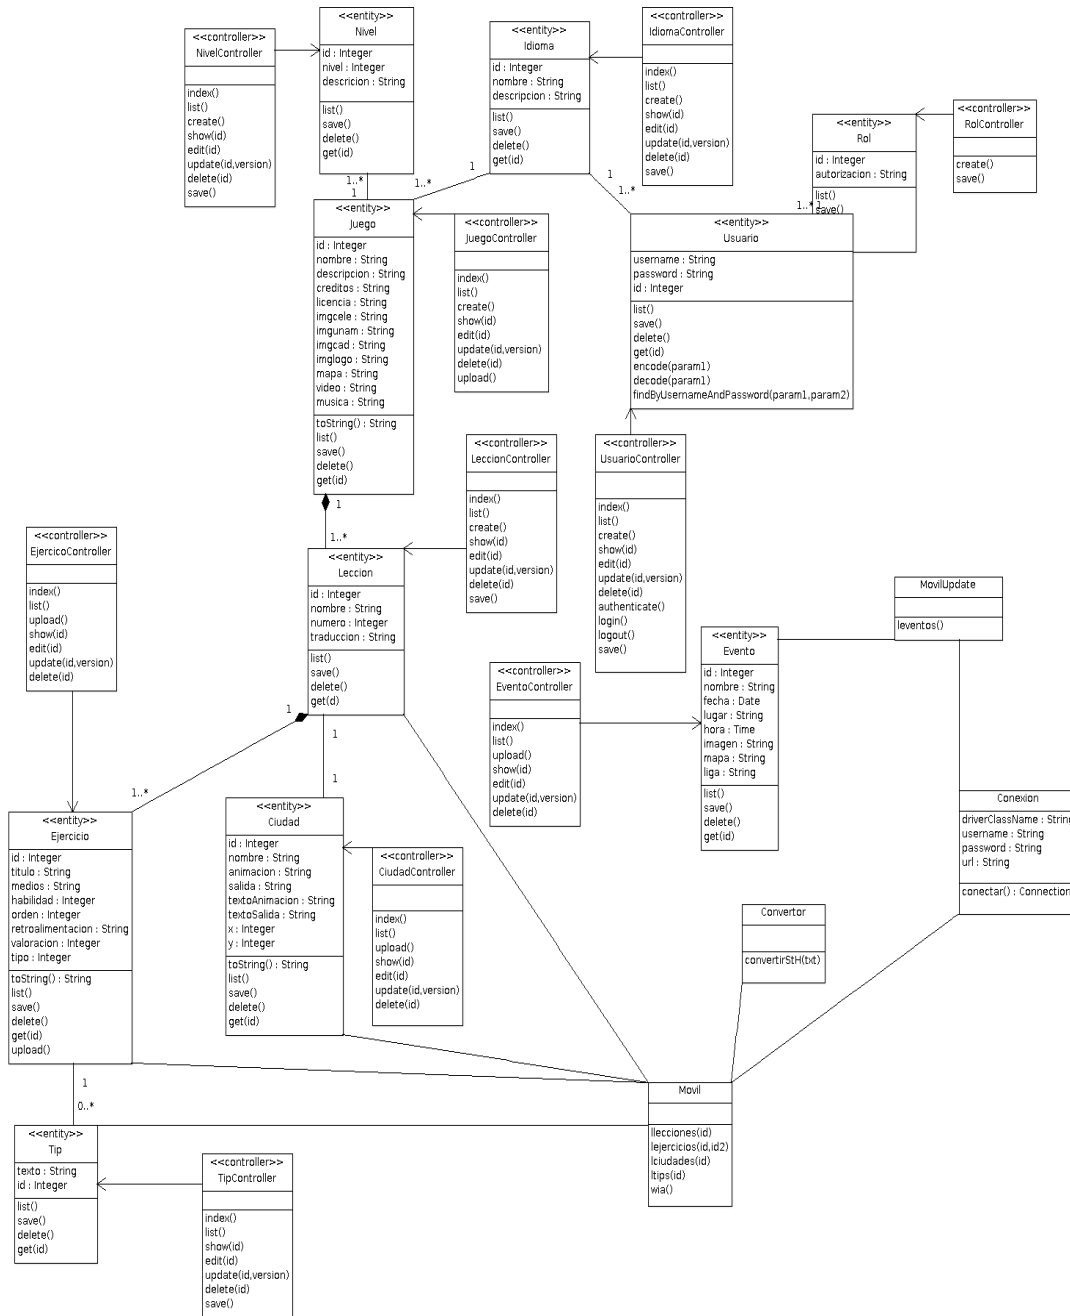 <<entity>>
Nivel
id : Integer
nivel : Integer
descricion : String
list()
save()
delete()
get(id)
<<controller>>
NivelController
index()
list()
create()
show(id)
edit(id)
update(id,version)
delete(id)
save()
<<entity>>
Idioma
id : Integer
nombre : String
descripcion : String
list()
save()
delete()
get(id)
<<controller>>
IdiomaController
index()
list()
create()
show(id)
edit(id)
update(id,version)
delete(id)
save()
<<entity>>
Rol
id : Integer
autorizacion : String
list()
save()
<<controller>>
RolController
create()
save()
1..*
1
1..*
1
1
1..*
1..*
1
<<entity>>
Juego
id : Integer
nombre : String
descripcion : String
creditos : String
licencia : String
imgcele : String
imgunam : String
imgcad : String
imglogo : String
mapa : String
video : String
musica : String
toString() : String
list()
save()
delete()
get(id)
<<controller>>
JuegoController
index()
list()
create()
show(id)
edit(id)
update(id,version)
delete(id)
upload()
<<entity>>
Usuario
username : String
password : String
id : Integer
list()
save()
delete()
get(id)
encode(param1)
decode(param1)
findByUsernameAndPassword(param1,param2)
1
1..*
<<controller>>
LeccionController
index()
list()
create()
show(id)
edit(id)
update(id,version)
delete(id)
save()
<<controller>>
UsuarioController
index()
list()
create()
show(id)
edit(id)
update(id,version)
delete(id)
authenticate()
login()
logout()
save()
<<controller>>
EjercicoController
index()
list()
upload()
show(id)
edit(id)
update(id,version)
delete(id)
<<entity>>
Leccion
id : Integer
nombre : String
numero : Integer
traduccion : String
list()
save()
delete()
get(d)
MovilUpdate
leventos()
<<entity>>
Evento
id : Integer
nombre : String
fecha : Date
lugar : String
hora : Time
imagen : String
mapa : String
liga : String
list()
save()
delete()
get(id)
<<controller>>
EventoController
index()
list()
upload()
show(id)
edit(id)
update(id,version)
delete(id)
1
1..*
1
1
<<entity>>
Ejercicio
id : Integer
titulo : String
medios : String
habilidad : Integer
orden : Integer
retroalimentacion : String
valoracion : Integer
tipo : Integer
toString() : String
list()
save()
delete()
get(id)
upload()
<<entity>>
Ciudad
id : Integer
nombre : String
animacion : String
salida : String
textoAnimacion : String
textoSalida : String
x : Integer
y : Integer
toString() : String
list()
save()
delete()
get(id)
<<controller>>
CiudadController
index()
list()
upload()
show(id)
edit(id)
update(id,version)
delete(id)
Conexion
driverClassName : String
username : String
password : String
url : String
conectar() : Connection
Convertor
convertirStH(txt)
1
0..*
Movil
llecciones(id)
lejercicios(id,id2)
lciudades(id)
ltips(id)
wia()
<<entity>>
Tip
texto : String
id : Integer
list()
save()
delete()
get(id)
<<controller>>
TipController
index()
list()
show(id)
edit(id)
update(id,version)
delete(id)
save()